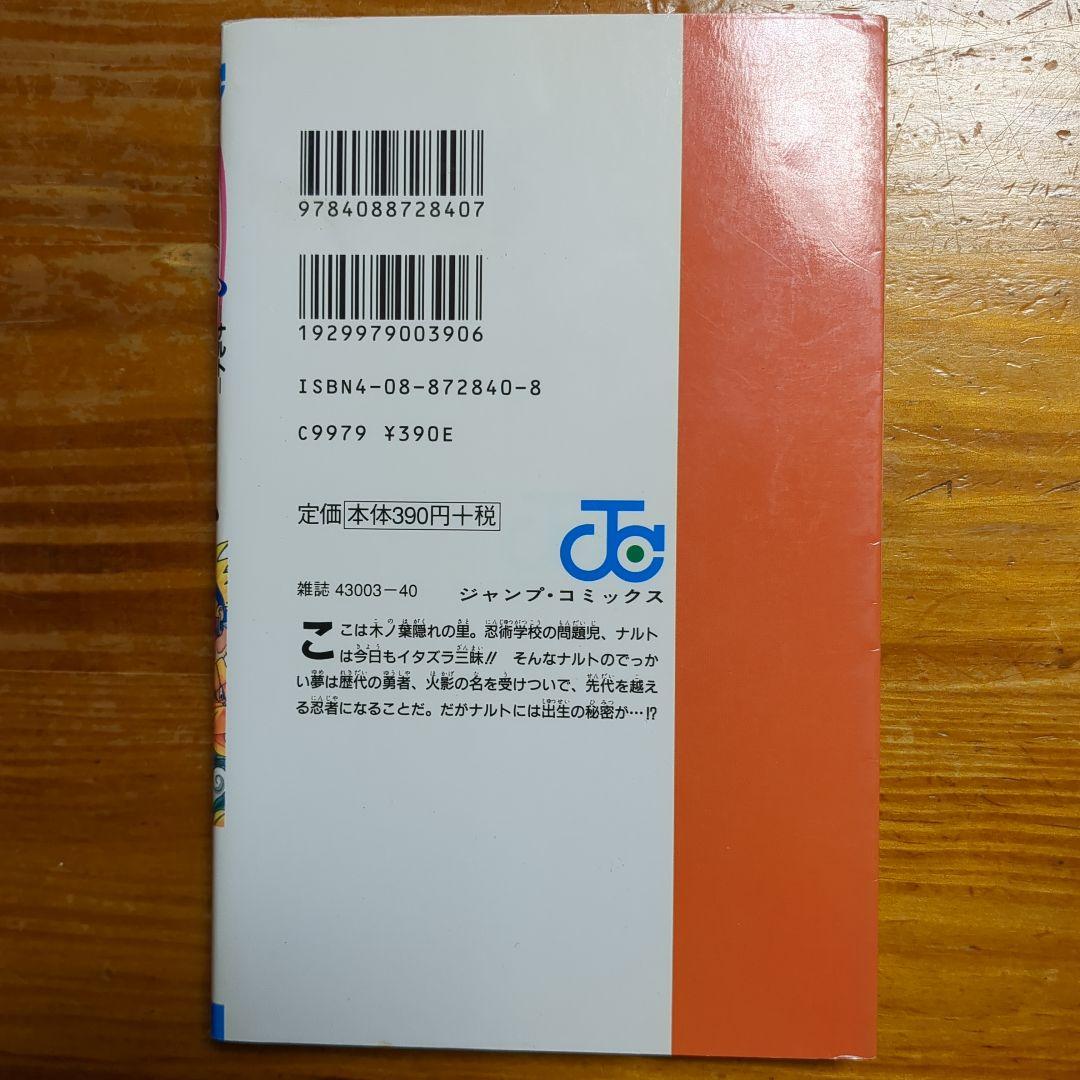 9784088728407
1929979003906
ISBN4-08-872840-8
C9979 ¥390E
定価 本体390円+税
JC
雑誌 43003-40
ジャンプ・コミックス
ここは木ノ葉隠れの里。忍術学校の問題児、ナルト
は今日もイタズラ三昧!! そんなナルトのでっか
い夢は歴代の勇者、火影の名を受けついで、先代を越え
る忍者になることだ。だがナルトには出生の秘密が…!?
ナルト